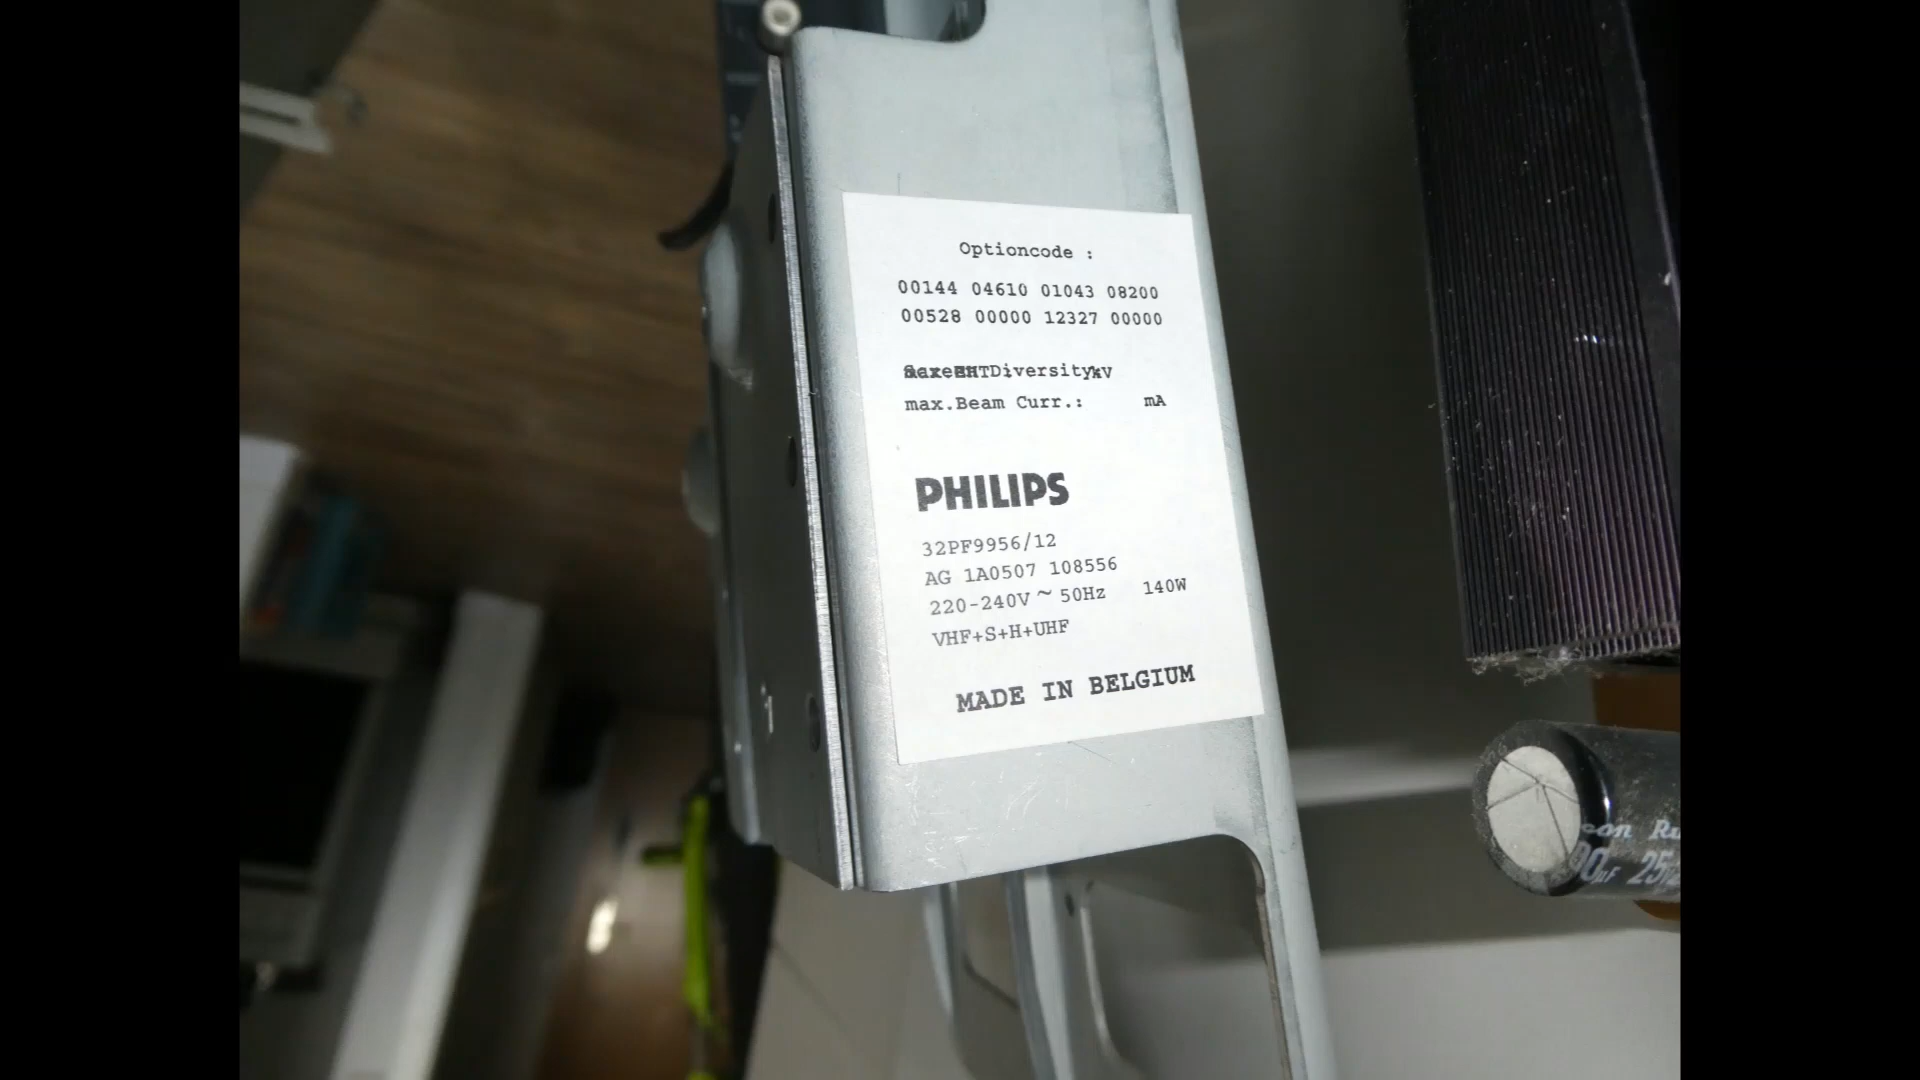 Optioncode :
00144 04610 01043 08200
00528 00000 12327 00000
max.Beam Curr.: mA
PHILIPS
32PF9956/12
AG 1A0507 108556
220-240V ~ 50Hz 140W
VHF+S+H+UHF
MADE IN BELGIUM